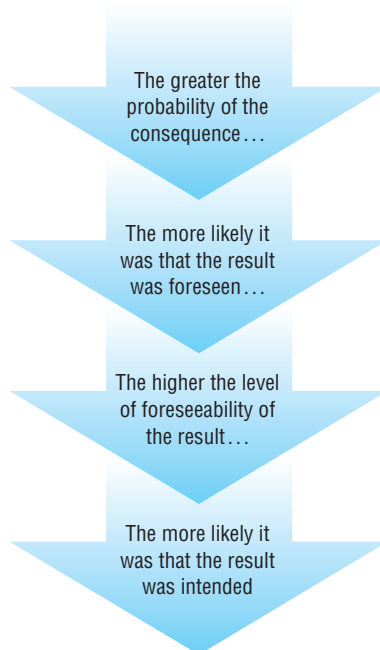 The greater the
probability of the
consequence...
The more likely it
was that the result
was foreseen...
The higher the level
of foreseeability of
the result...
The more likely it
was that the result
was intended